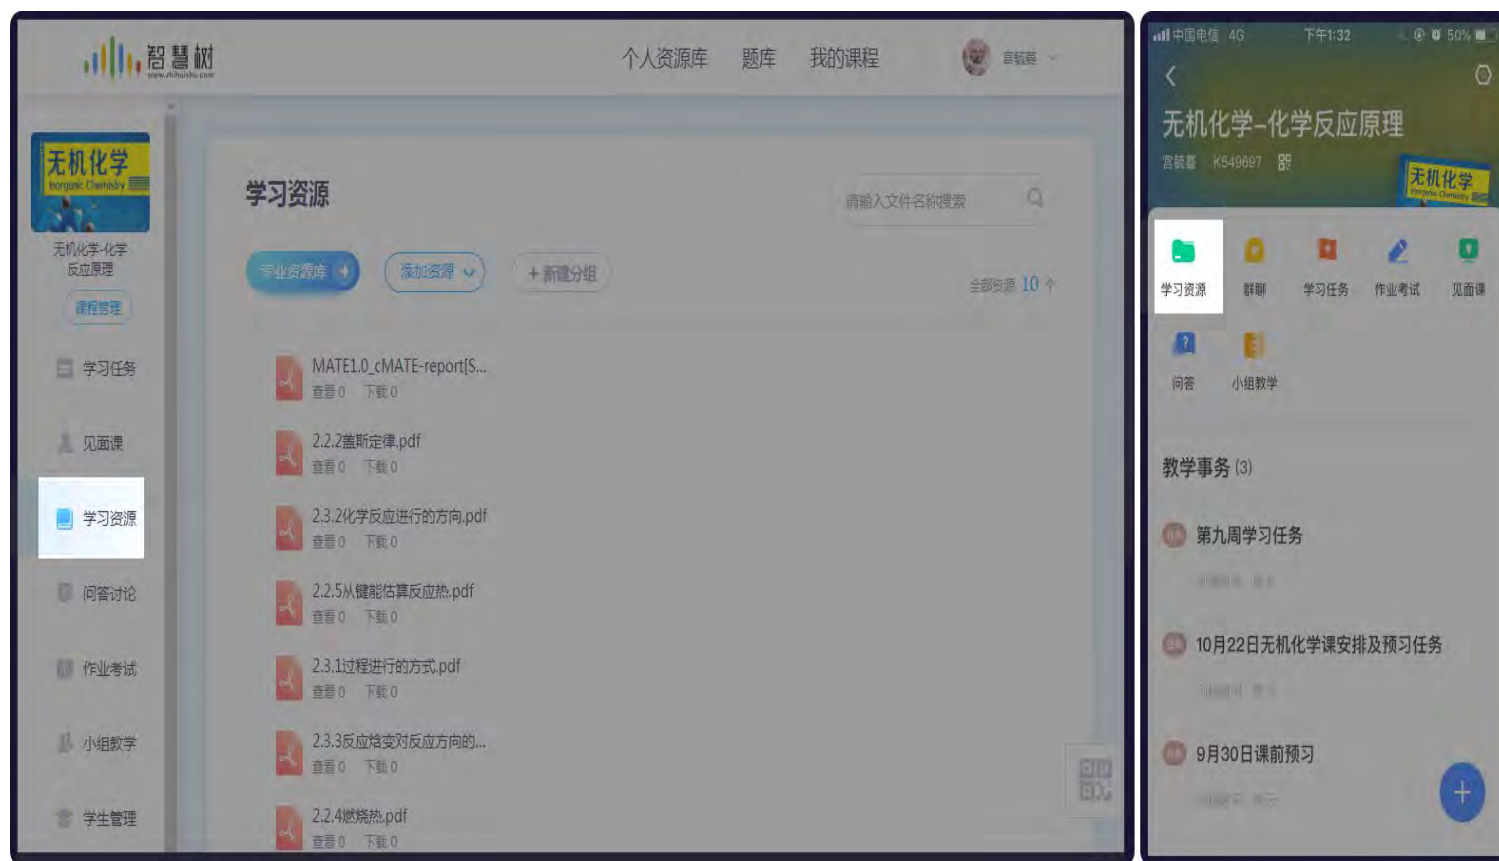 智慧树
www.zhihuishu.com
个人资源库 题库 我的课程
无机化学
Inorganic Chemistry
无机化学-化学
反应原理
课程管理
学习任务
见面课
学习资源
问答讨论
作业考试
小组教学
学生管理
学习资源
请输入文件名称搜索
专业资源库
添加资源
+ 新建分组
全部资源 10 个
MATE1.0_cMATE-report[S...
查看 0 下载 0
2.2.2盖斯定律.pdf
查看 0 下载 0
2.3.2化学反应进行的方向.pdf
查看 0 下载 0
2.2.5从键能估算反应热.pdf
查看 0 下载 0
2.3.1过程进行的方式.pdf
查看 0 下载 0
2.3.3反应焓变对反应方向的...
查看 0 下载 0
2.2.4燃烧热.pdf
查看 0 下载 0
中国电信 4G 下午1:32 50%
无机化学-化学反应原理
K549697
无机化学
Inorganic Chemistry
学习资源 群聊 学习任务 作业考试 见面课
问答 小组教学
教学事务 (3)
第九周学习任务
10月22日无机化学课安排及预习任务
9月30日课前预习